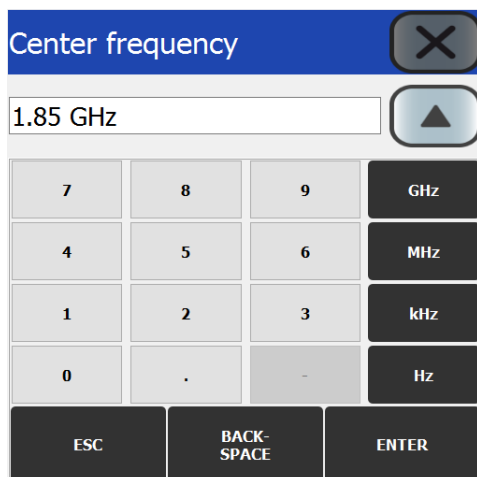 Center frequency
1.85 GHz
7 8 9 GHz
4 5 6 MHz
1 2 3 kHz
0 . - Hz
ESC BACK-
SPACE ENTER